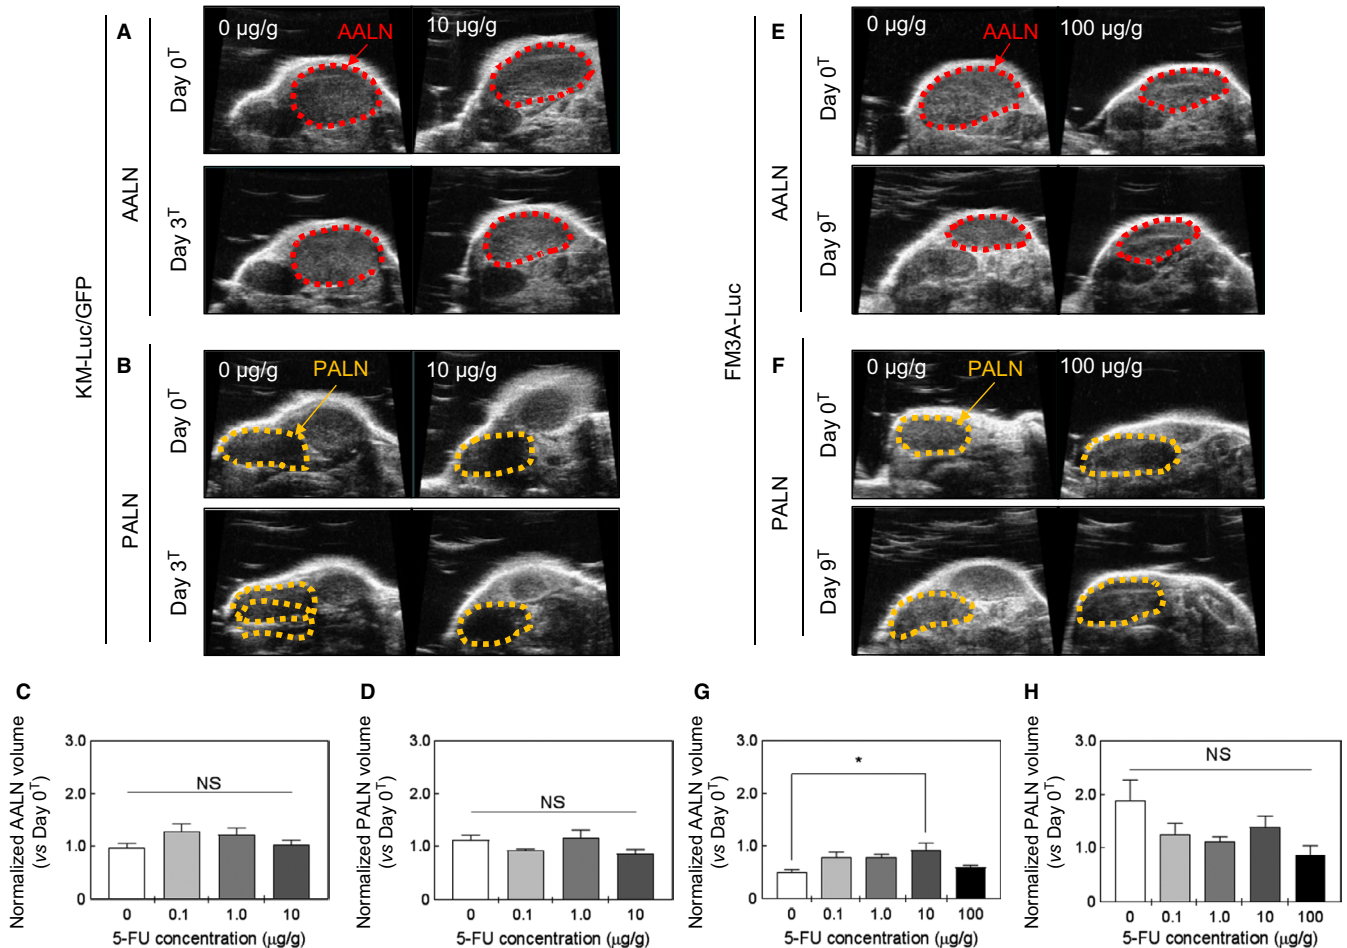 A
0 µg/g
AALN
10 µg/g
Day 0T
Day 3T
AALN
KM-Luc/GFP
B
0 µg/g
PALN
10 µg/g
Day 0T
Day 3T
PALN
E
0 µg/g
AALN
100 µg/g
Day 0T
Day 9T
AALN
FM3A-Luc
F
0 µg/g
PALN
100 µg/g
Day 0T
Day 9T
PALN
C
Normalized AALN volume
(vs Day 0T)
3.0
2.0
1.0
0
NS
0 0.1 1.0 10
5-FU concentration (µg/g)
D
Normalized PALN volume
(vs Day 0T)
3.0
2.0
1.0
0
NS
0 0.1 1.0 10
5-FU concentration (µg/g)
G
Normalized AALN volume
(vs Day 0T)
3.0
2.0
1.0
0
*
0 0.1 1.0 10 100
5-FU concentration (µg/g)
H
Normalized PALN volume
(vs Day 0T)
3.0
2.0
1.0
0
NS
0 0.1 1.0 10 100
5-FU concentration (µg/g)